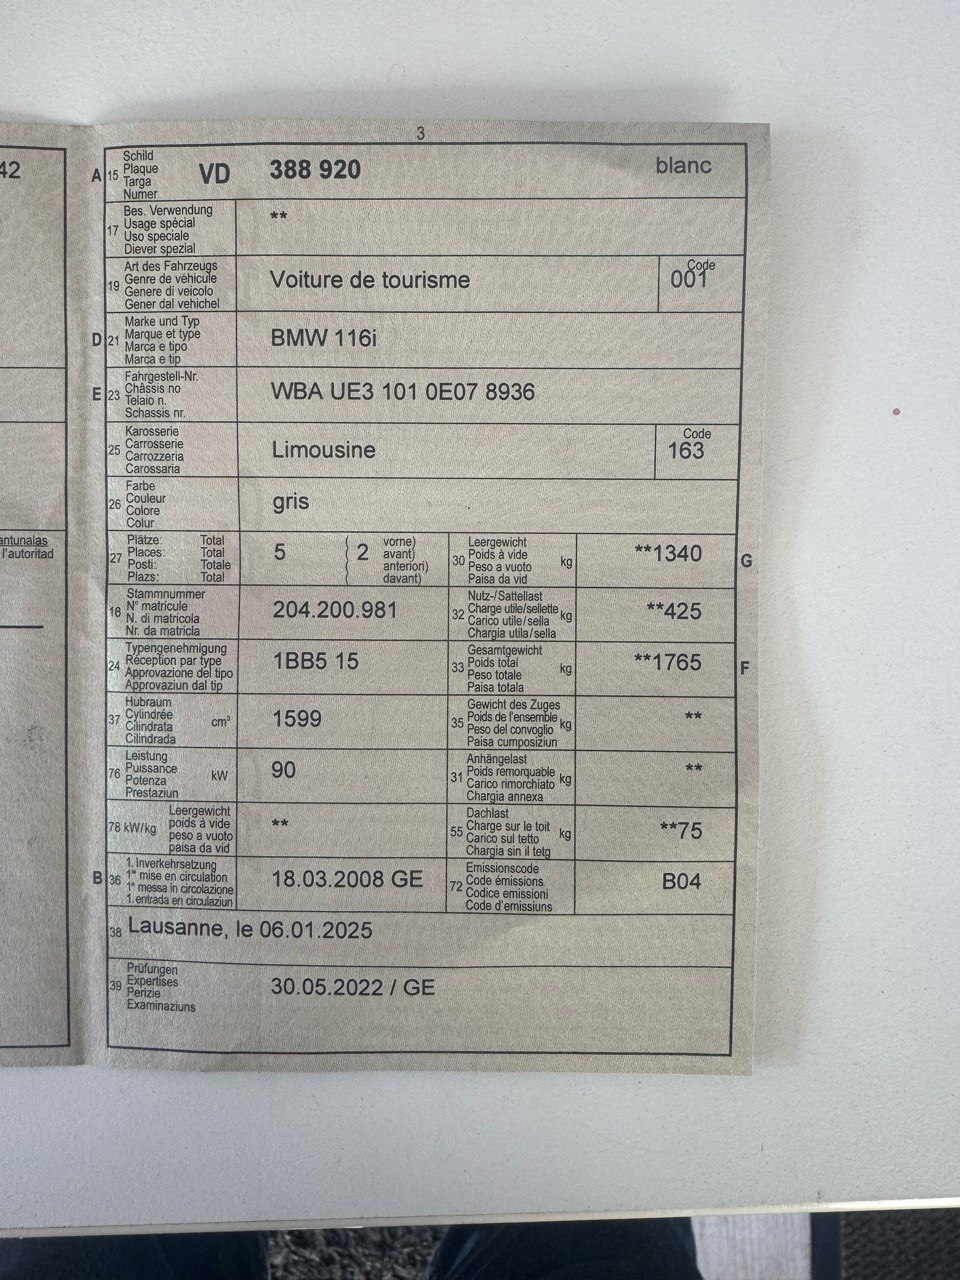 3
42
A 15 Schild
Plaque
Targa
Numer
VD 388 920 blanc
17 Bes. Verwendung
Usage spécial
Uso speciale
Diever spezial
**
19 Art des Fahrzeugs
Genre de véhicule
Genere di veicolo
Gener dal vehichel
Voiture de tourisme
Code
001
D 21 Marke und Typ
Marque et type
Marca e tipo
Marca e tip
BMW 116i
E 23 Fahrgestell-Nr.
Châssis no
Telaio n.
Schassis nr.
WBA UE3 101 0E07 8936
25 Karosserie
Carrosserie
Carrozzeria
Carossaria
Limousine
Code
163
26 Farbe
Couleur
Colore
Colur
gris
antunalas
l'autoritad
27 Plätze: Total
Places: Total
Posti: Totale
Plazs: Total
5 ( 2 vorne)
avant)
anteriori)
davant)
30 Leergewicht
Poids à vide
Peso a vuoto
Paisa da vid
kg
**1340 G
18 Stammnummer
N° matricule
N. di matricola
Nr. da matricla
204.200.981
32 Nutz-/Sattellast
Charge utile/sellette
Carico utile/sella
Chargia utila/sella
kg
**425
24 Typengenehmigung
Réception par type
Approvazione del tipo
Approvaziun dal tip
1BB5 15
33 Gesamtgewicht
Poids total
Peso totale
Paisa totala
kg
**1765 F
37 Hubraum
Cylindrée
Cilindrata
Cilindrada
cm³
1599
35 Gewicht des Zuges
Poids de l'ensemble
Peso del convoglio
Paisa cumposiziun
kg
**
76 Leistung
Puissance
Potenza
Prestaziun
kW
90
31 Anhängelast
Poids remorquable
Carico rimorchiato
Chargia annexa
kg
**
78 kW/kg Leergewicht
poids à vide
peso a vuoto
paisa da vid
**
55 Dachlast
Charge sur le toit
Carico sul tetto
Chargia sin il tetg
kg
**75
B 36 1. Inverkehrsetzung
1re mise en circulation
1a messa in circolazione
1. entrada en circulaziun
18.03.2008 GE
72 Emissionscode
Code émissions
Codice emissioni
Code d'emissiuns
B04
38 Lausanne, le 06.01.2025
39 Prüfungen
Expertises
Perizie
Examinaziuns
30.05.2022 / GE